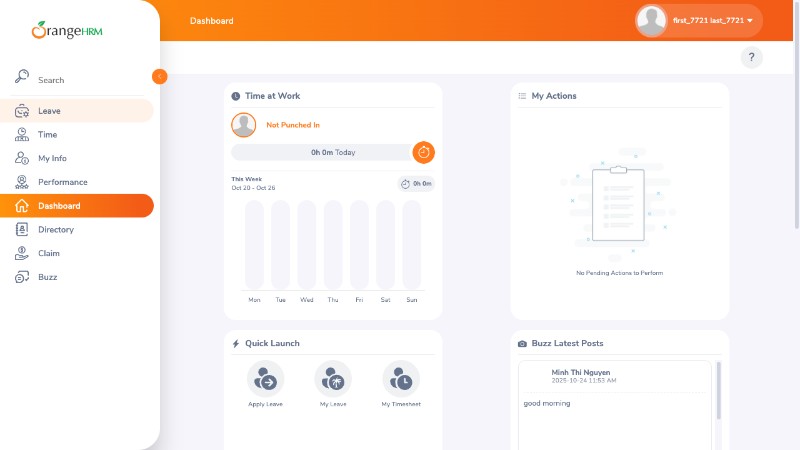 OrangeHRM
Dashboard
first_7721 last_7721
?
Search
Leave
Time
My Info
Performance
Dashboard
Directory
Claim
Buzz
Time at Work
Not Punched In
0h 0m Today
This Week
Oct 20 - Oct 26
0h 0m
Mon Tue Wed Thu Fri Sat Sun
My Actions
No Pending Actions to Perform
Quick Launch
Apply Leave
My Leave
My Timesheet
Buzz Latest Posts
Minh Thi Nguyen
2025-10-24 11:53 AM
good morning